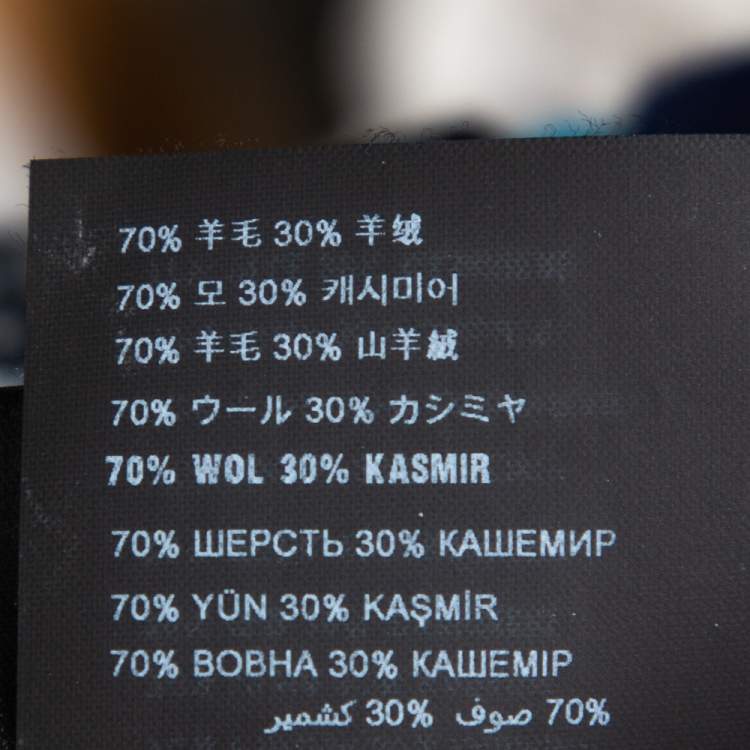 70% 羊毛 30% 羊绒
70% 모 30% 캐시미어
70% 羊毛 30% 山羊絨
70% ウール 30% カシミヤ
70% WOL 30% KASMIR
70% ШЕРСТЬ 30% КАШЕМИР
70% YÜN 30% KAŞMİR
70% ВОВНА 30% КАШЕМІР
70% صوف 30% كشمير